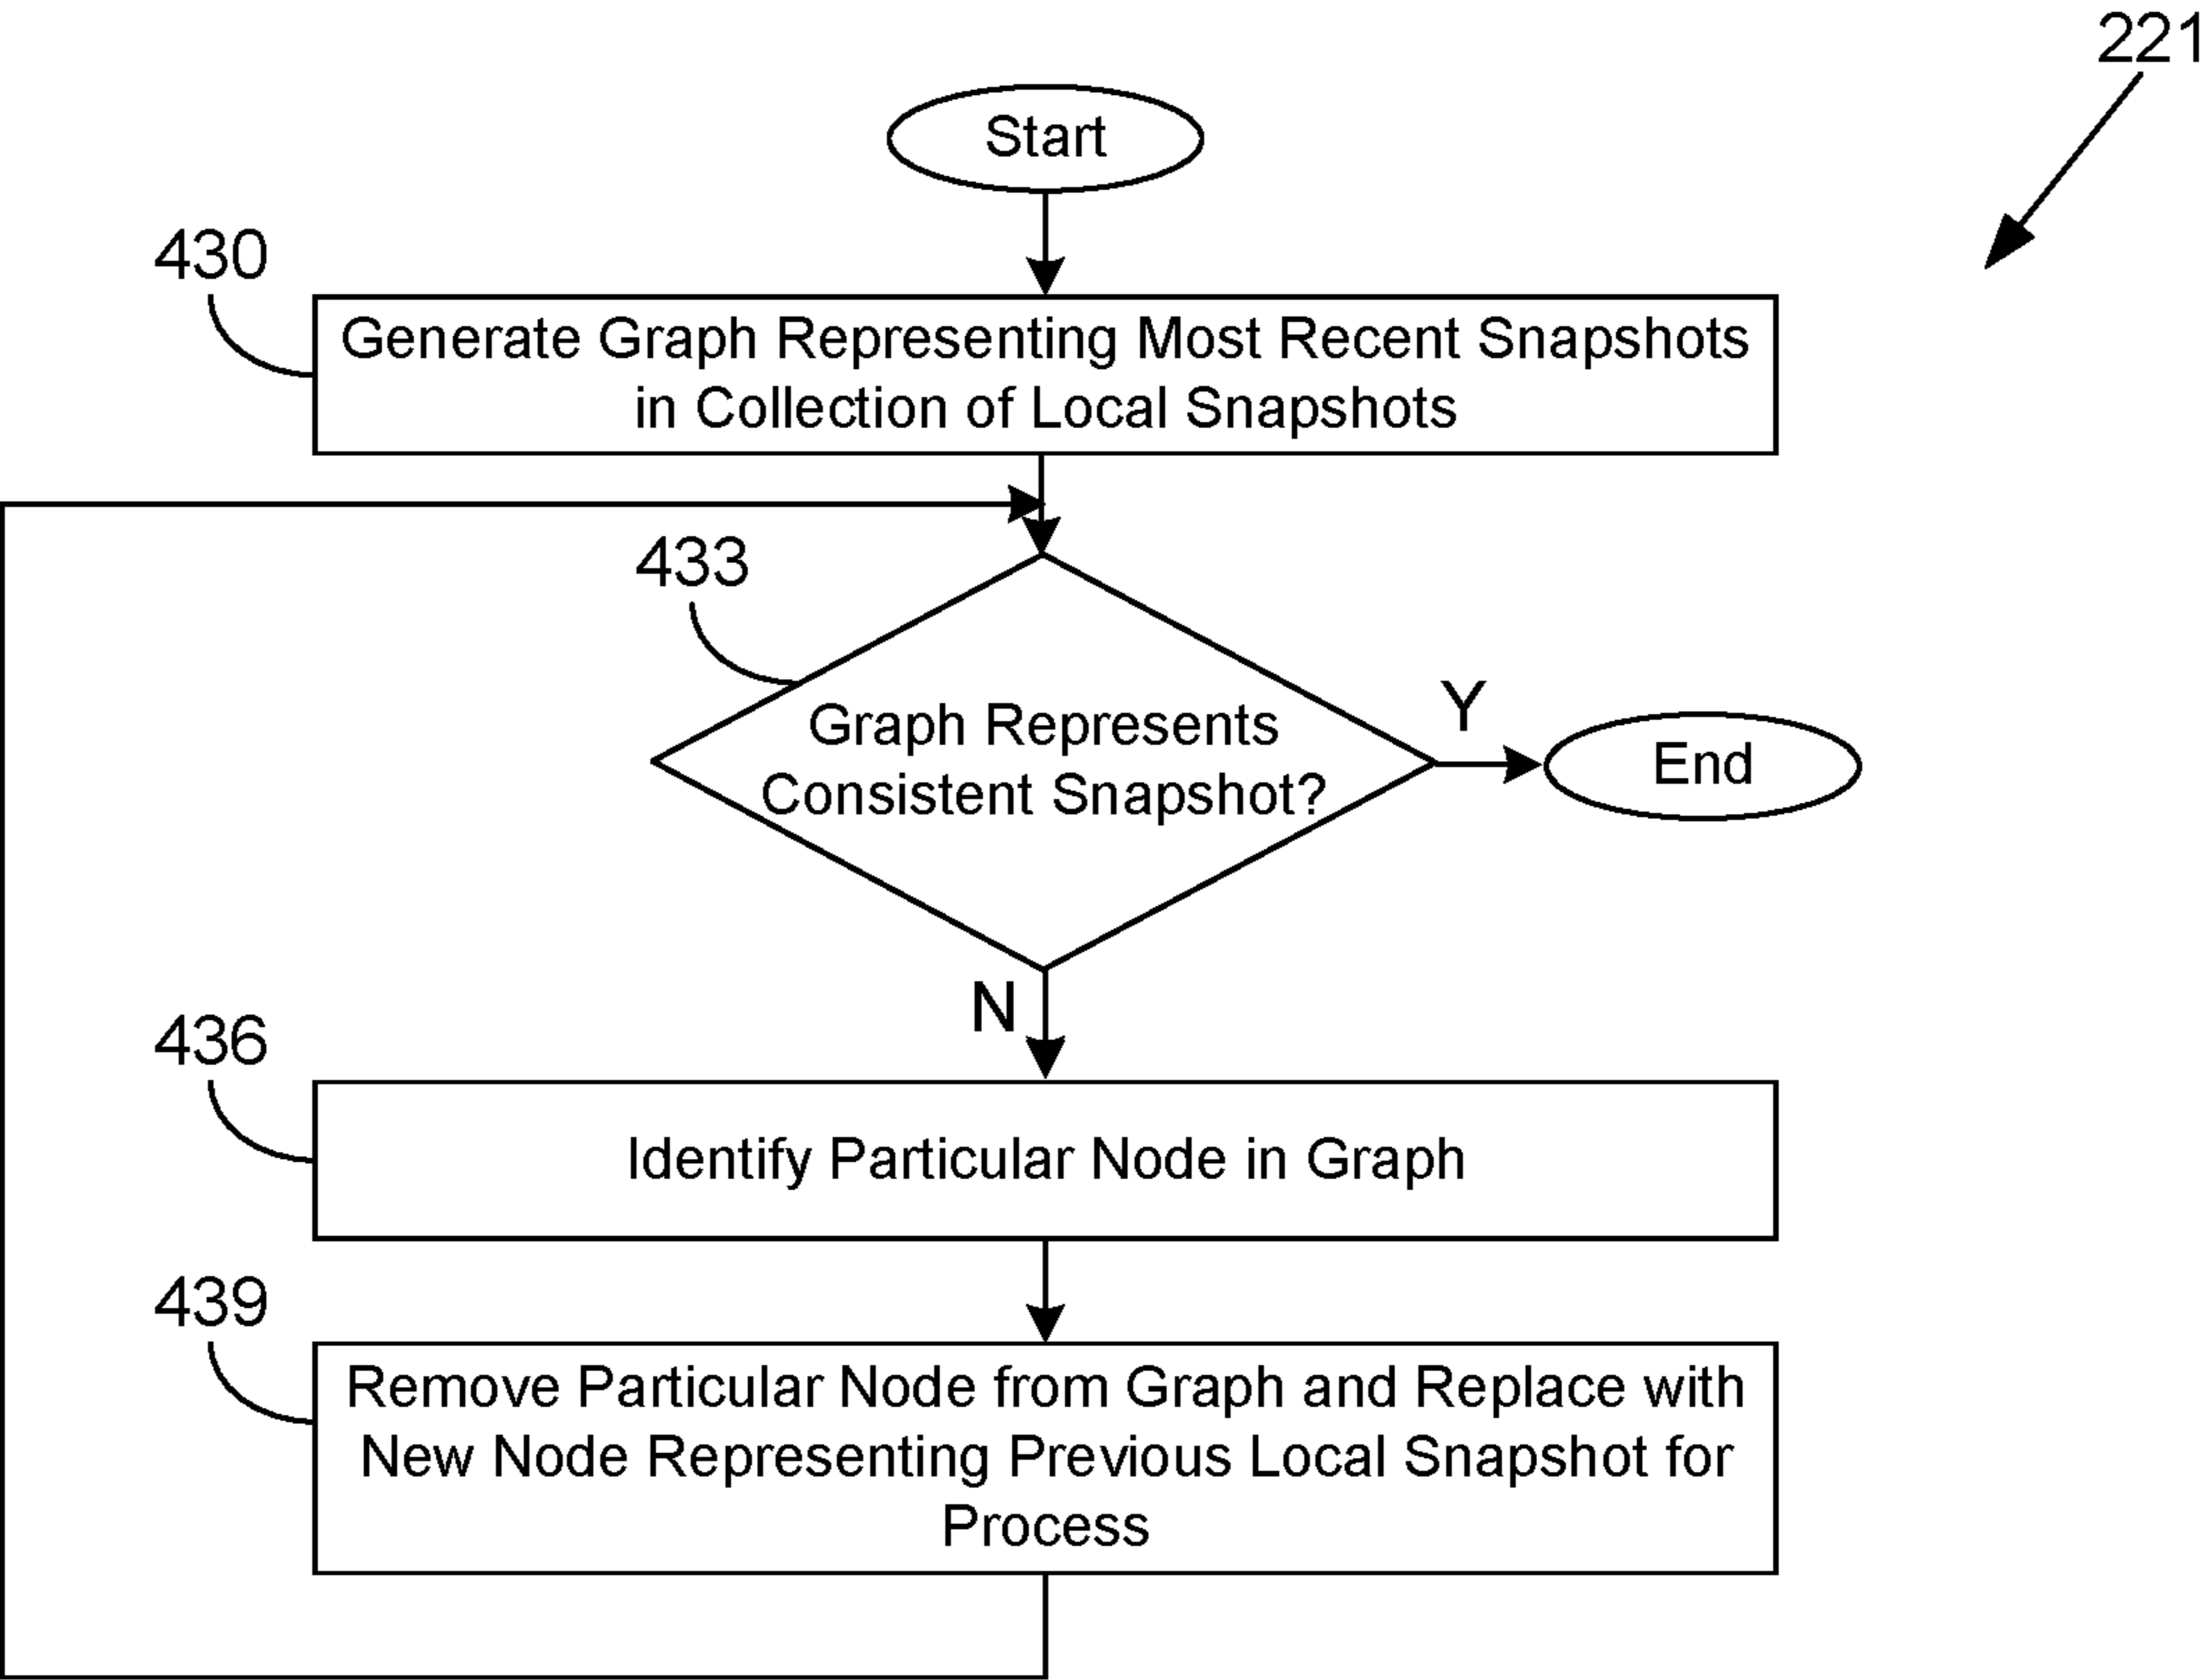 221
Start
430
Generate Graph Representing Most Recent Snapshots
in Collection of Local Snapshots
433
Graph Represents
Consistent Snapshot?
Y
End
N
436
Identify Particular Node in Graph
439
Remove Particular Node from Graph and Replace with
New Node Representing Previous Local Snapshot for
Process